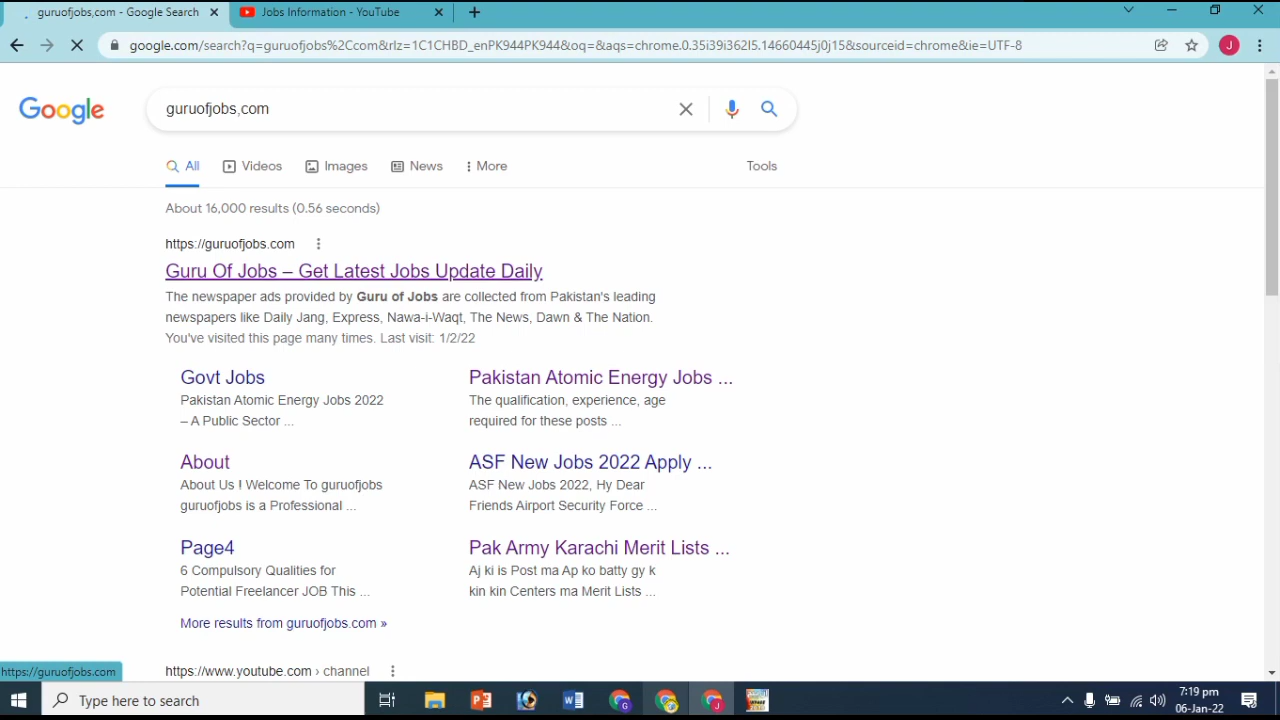 guruofjobs,com - Google Search
Jobs Information - YouTube
google.com/search?q=guruofjobs%2Ccom&rlz=1C1CHBD_enPK944PK944&oq=&aqs=chrome.0.35i39i362l5.14660445j0j15&sourceid=chrome&ie=UTF-8
J
Google
guruofjobs,com
All
Videos
Images
News
More
Tools
About 16,000 results (0.56 seconds)
https://guruofjobs.com
Guru Of Jobs – Get Latest Jobs Update Daily
The newspaper ads provided by Guru of Jobs are collected from Pakistan's leading
newspapers like Daily Jang, Express, Nawa-i-Waqt, The News, Dawn & The Nation.
You've visited this page many times. Last visit: 1/2/22
Govt Jobs
Pakistan Atomic Energy Jobs 2022
– A Public Sector ...
Pakistan Atomic Energy Jobs ...
The qualification, experience, age
required for these posts ...
About
About Us ! Welcome To guruofjobs
guruofjobs is a Professional ...
ASF New Jobs 2022 Apply ...
ASF New Jobs 2022, Hy Dear
Friends Airport Security Force ...
Page4
6 Compulsory Qualities for
Potential Freelancer JOB This ...
Pak Army Karachi Merit Lists ...
Aj ki is Post ma Ap ko batty gy k
kin kin Centers ma Merit Lists ...
More results from guruofjobs.com »
https://www.youtube.com › channel
https://guruofjobs.com
Type here to search
7:19 pm
06-Jan-22